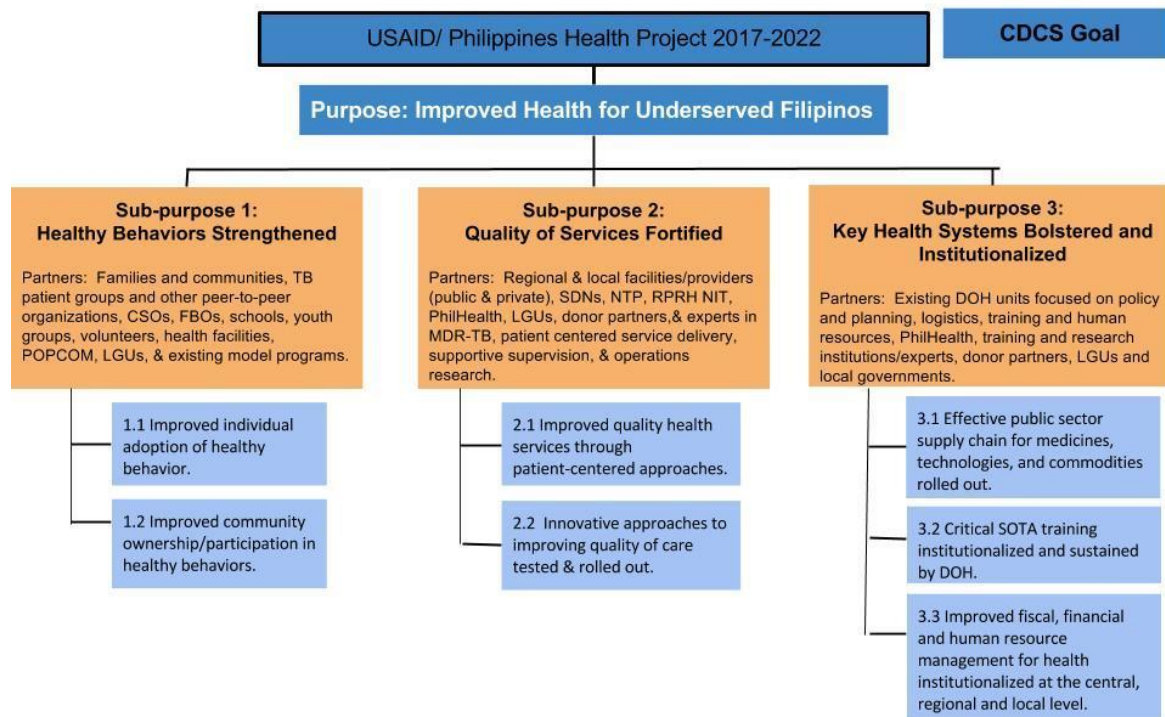 USAID/ Philippines Health Project 2017-2022
CDCS Goal
Purpose: Improved Health for Underserved Filipinos
Sub-purpose 1:
Healthy Behaviors Strengthened
Partners: Families and communities, TB
patient groups and other peer-to-peer
organizations, CSOs, FBOs, schools, youth
groups, volunteers, health facilities,
POPCOM, LGUs, & existing model programs.
1.1 Improved individual
adoption of healthy
behavior.
1.2 Improved community
ownership/participation in
healthy behaviors.
Sub-purpose 2:
Quality of Services Fortified
Partners: Regional & local facilities/providers
(public & private), SDNs, NTP, RPRH NIT,
PhilHealth, LGUs, donor partners,& experts in
MDR-TB, patient centered service delivery,
supportive supervision, & operations
research.
2.1 Improved quality health
services through
patient-centered approaches.
2.2 Innovative approaches to
improving quality of care
tested & rolled out.
Sub-purpose 3:
Key Health Systems Bolstered and
Institutionalized
Partners: Existing DOH units focused on policy
and planning, logistics, training and human
resources, PhilHealth, training and research
institutions/experts, donor partners, LGUs and
local governments.
3.1 Effective public sector
supply chain for medicines,
technologies, and commodities
rolled out.
3.2 Critical SOTA training
institutionalized and sustained
by DOH.
3.3 Improved fiscal, financial
and human resource
management for health
institutionalized at the central,
regional and local level.